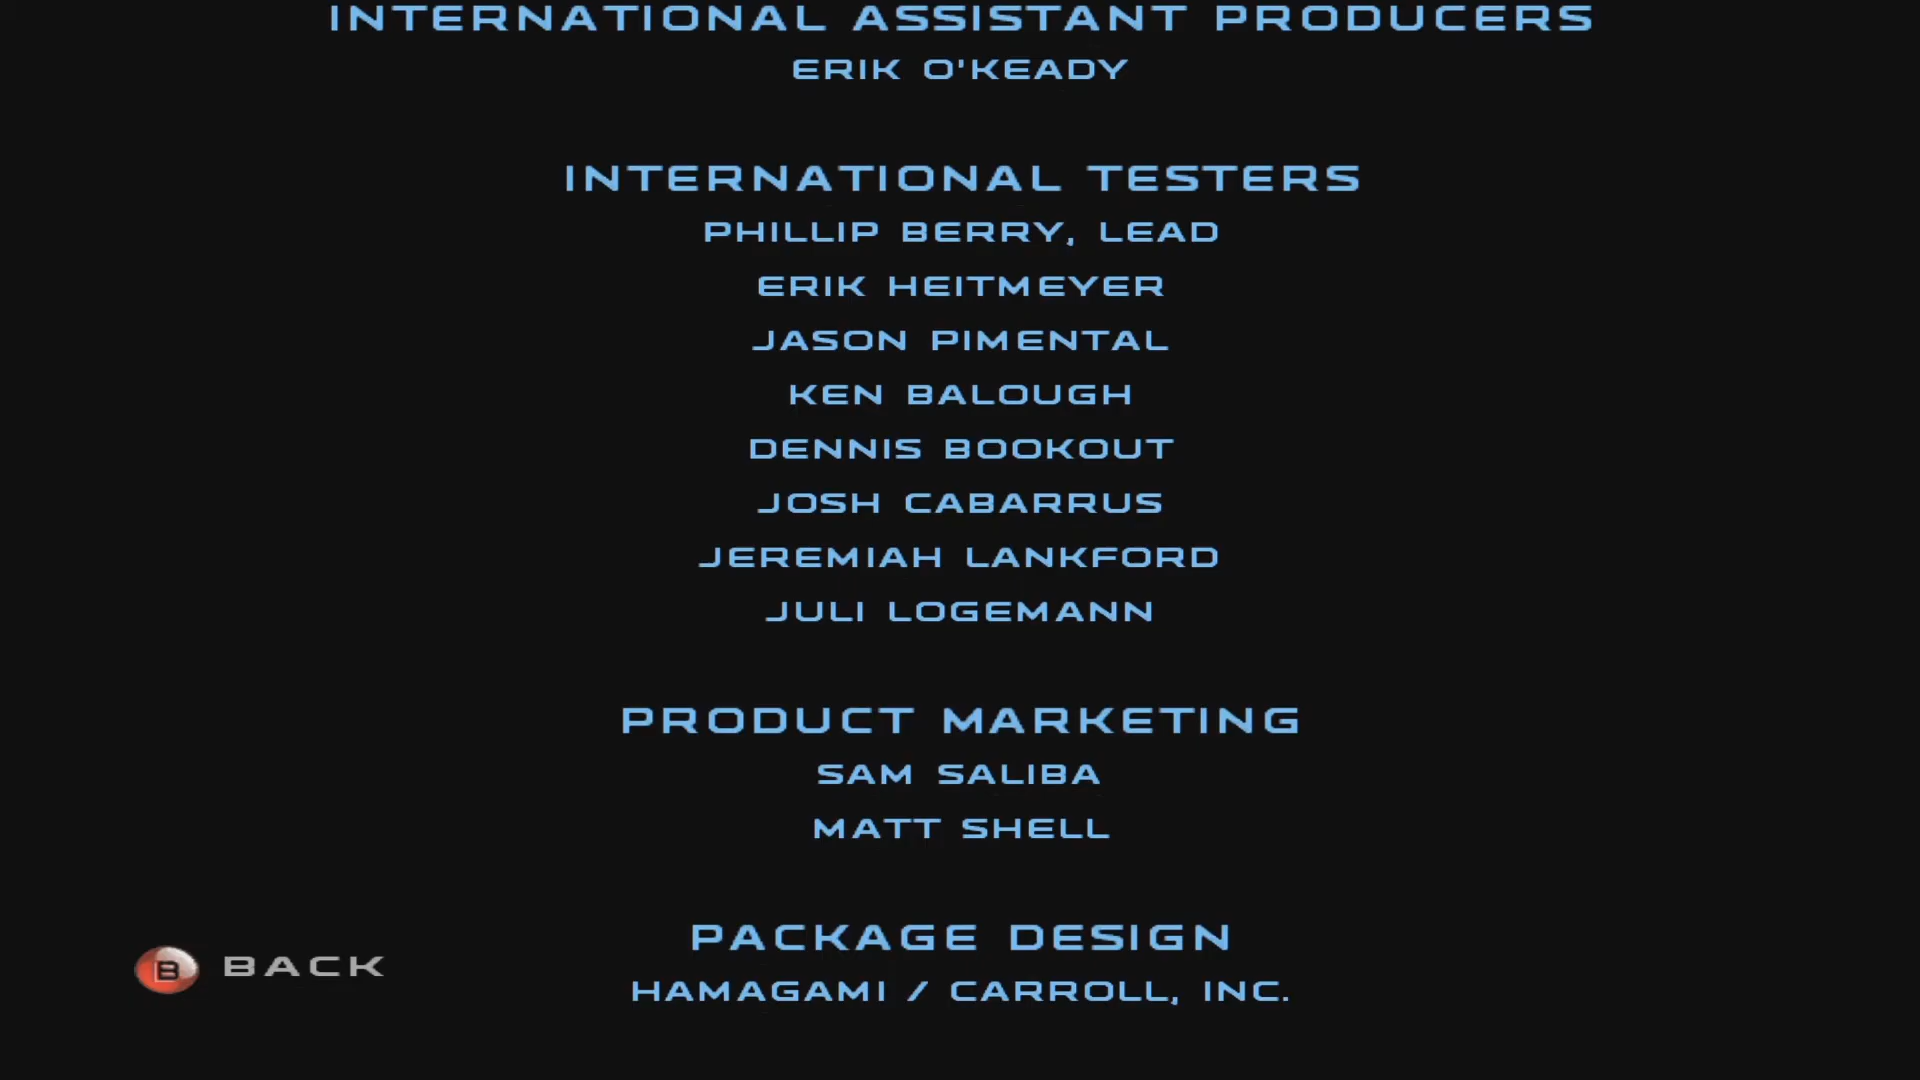 INTERNATIONAL ASSISTANT PRODUCERS
ERIK O'KEADY
INTERNATIONAL TESTERS
PHILLIP BERRY, LEAD
ERIK HEITMEYER
JASON PIMENTAL
KEN BALOUGH
DENNIS BOOKOUT
JOSH CABARRUS
JEREMIAH LANKFORD
JULI LOGEMANN
PRODUCT MARKETING
SAM SALIBA
MATT SHELL
PACKAGE DESIGN
HAMAGAMI / CARROLL, INC.
B BACK